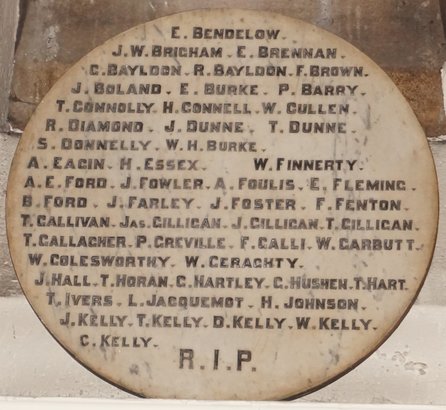 E. BENDELOW.
J.W. BRIGHAM. E. BRENNAN.
C. BAYLDON. R. BAYLDON. F. BROWN.
J. BOLAND. E. BURKE. P. BARRY.
T. CONNOLLY. H. CONNELL. W. CULLEN.
R. DIAMOND. J. DUNNE. T. DUNNE.
S. DONNELLY. W.H. BURKE.
A. EAGIN. H. ESSEX. W. FINNERTY.
A.E. FORD. J. FOWLER. A. FOULIS. E. FLEMING.
B. FORD. J. FARLEY. J. FOSTER. F. FENTON.
T. GALLIVAN. JAS. GILLIGAN. J. GILLIGAN. T. GILLIGAN.
T. GALLAGHER. P. GREVILLE. F. GALLI. W. GARBUTT.
W. GOLESWORTHY. W. GERAGHTY.
J. HALL. T. HORAN. G. HARTLEY. G. HUSHEN. T. HART.
T. IVERS. L. JACQUEMOT. H. JOHNSON.
J. KELLY. T. KELLY. D. KELLY. W. KELLY.
C. KELLY.
R.I.P.